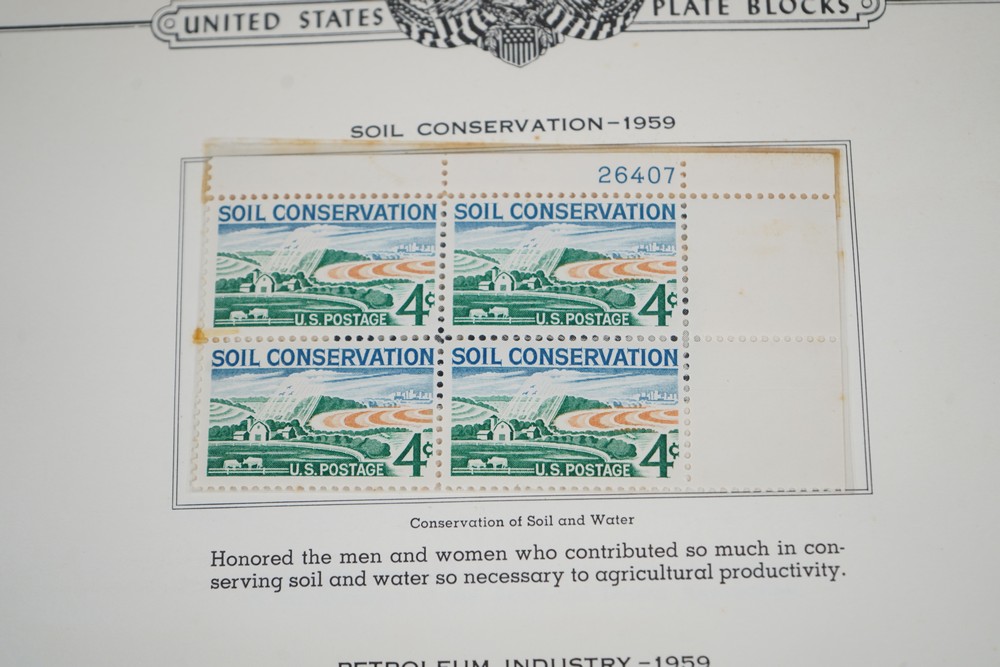 UNITED STATES
PLATE BLOCKS
SOIL CONSERVATION-1959
26407
SOIL CONSERVATION
4¢
U.S. POSTAGE
SOIL CONSERVATION
4¢
U.S. POSTAGE
SOIL CONSERVATION
4¢
U.S. POSTAGE
SOIL CONSERVATION
4¢
U.S. POSTAGE
Conservation of Soil and Water
Honored the men and women who contributed so much in con-
serving soil and water so necessary to agricultural productivity.
PETROLEUM INDUSTRY-1959